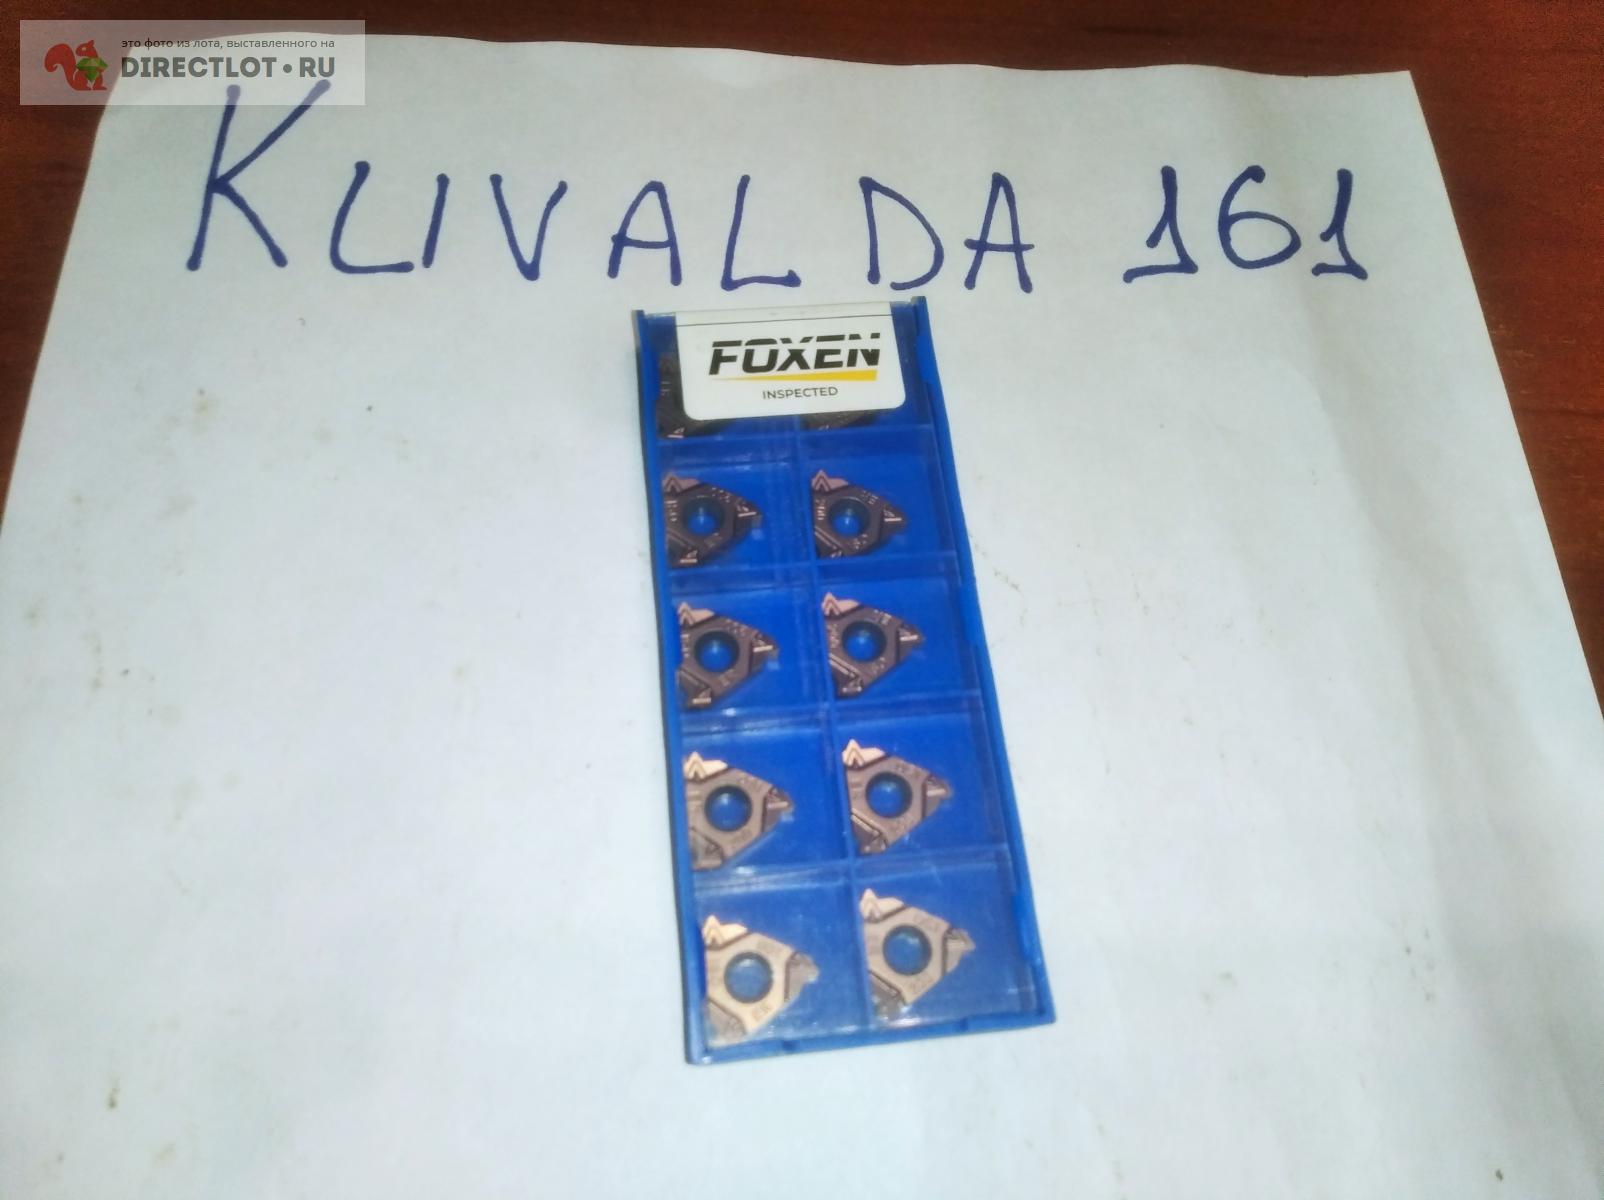 это фото из лота, выставленного на
DIRECTLOT•RU
KLIVALDA 161
FOXEN
INSPECTED